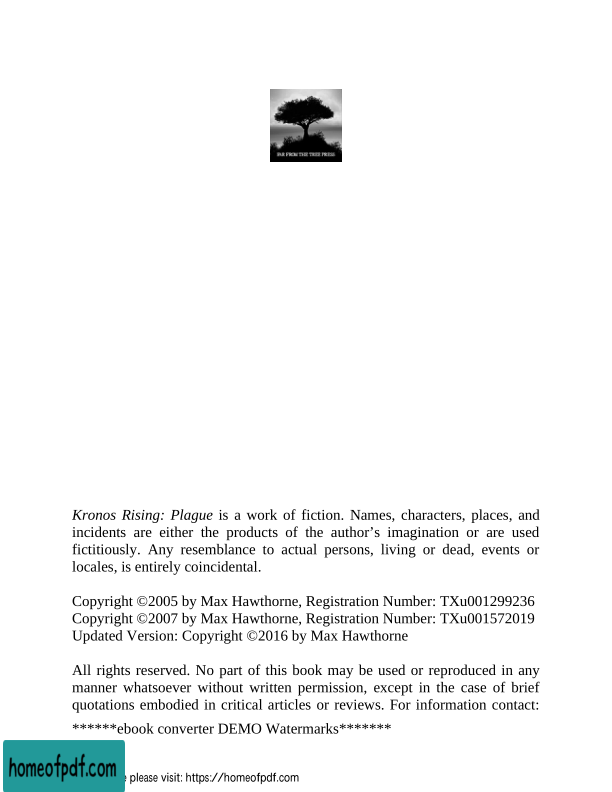 FAR FROM THE TREE PRESS
Kronos Rising: Plague is a work of fiction. Names, characters, places, and
incidents are either the products of the author’s imagination or are used
fictitiously. Any resemblance to actual persons, living or dead, events or
locales, is entirely coincidental.
Copyright ©2005 by Max Hawthorne, Registration Number: TXu001299236
Copyright ©2007 by Max Hawthorne, Registration Number: TXu001572019
Updated Version: Copyright ©2016 by Max Hawthorne
All rights reserved. No part of this book may be used or reproduced in any
manner whatsoever without written permission, except in the case of brief
quotations embodied in critical articles or reviews. For information contact:
******ebook converter DEMO Watermarks*******
homeofpdf.com
please visit: https://homeofpdf.com